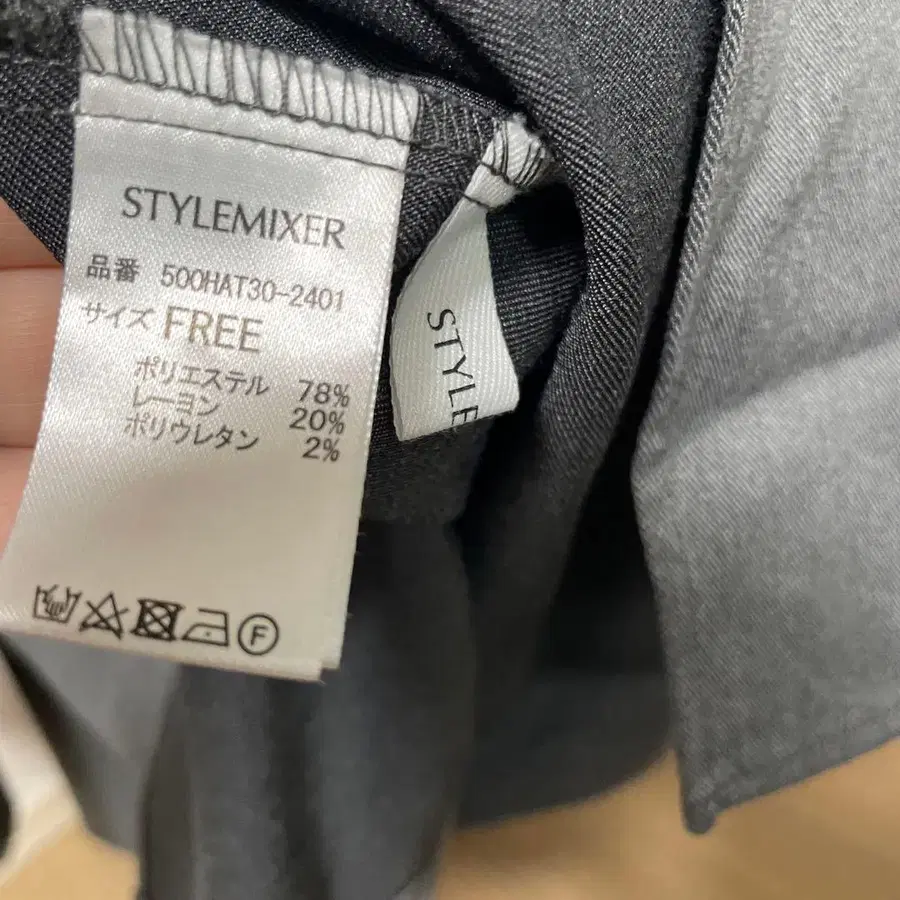 STYLEMIXER
品番 500HAT30-2401
サイズ FREE
ポリエステル 78%
レーヨン 20%
ポリウレタン 2%
F
STYLE